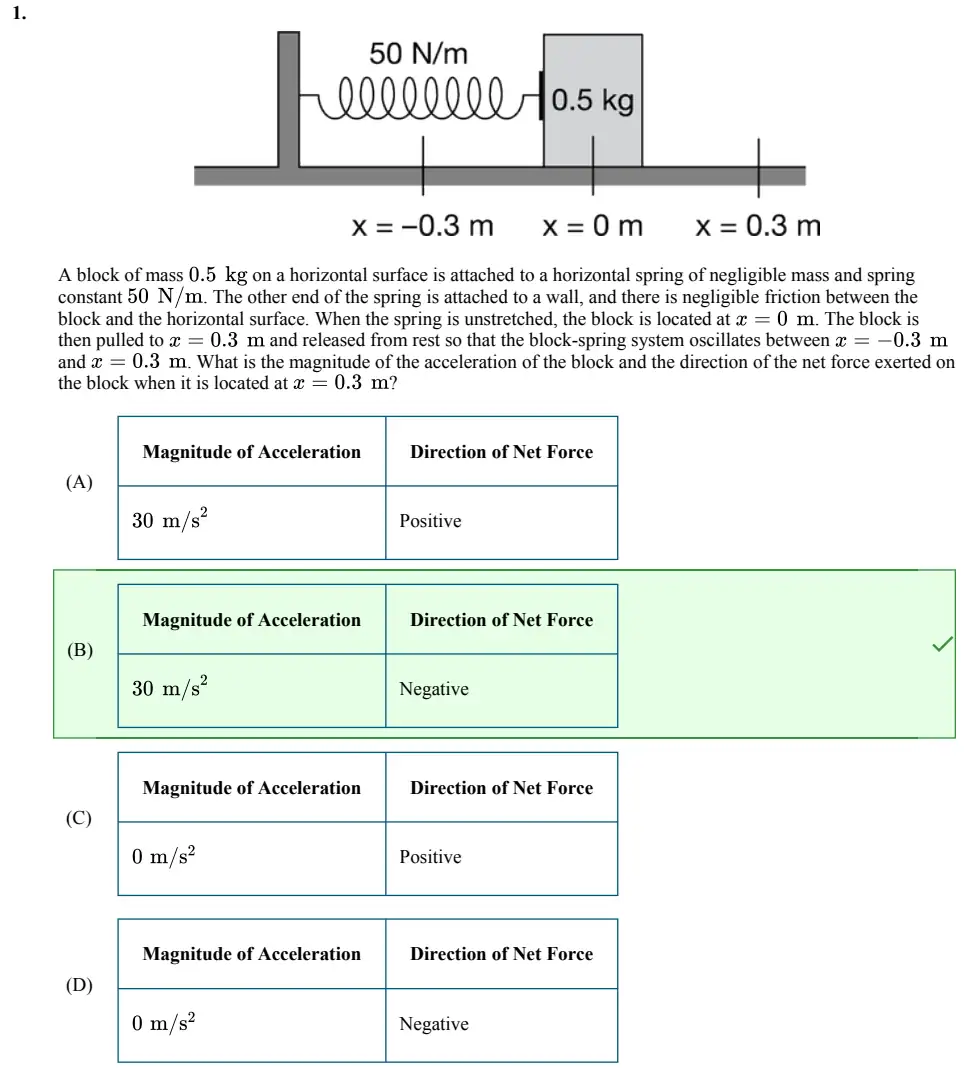 1.
50 N/m
0.5 kg
x = −0.3 m x = 0 m x = 0.3 m
A block of mass 0.5 kg on a horizontal surface is attached to a horizontal spring of negligible mass and spring
constant 50 N/m. The other end of the spring is attached to a wall, and there is negligible friction between the
block and the horizontal surface. When the spring is unstretched, the block is located at x = 0 m. The block is
then pulled to x = 0.3 m and released from rest so that the block-spring system oscillates between x = −0.3 m
and x = 0.3 m. What is the magnitude of the acceleration of the block and the direction of the net force exerted on
the block when it is located at x = 0.3 m?
(A)
Magnitude of Acceleration Direction of Net Force
30 m/s² Positive
(B)
Magnitude of Acceleration Direction of Net Force
30 m/s² Negative
(C)
Magnitude of Acceleration Direction of Net Force
0 m/s² Positive
(D)
Magnitude of Acceleration Direction of Net Force
0 m/s² Negative